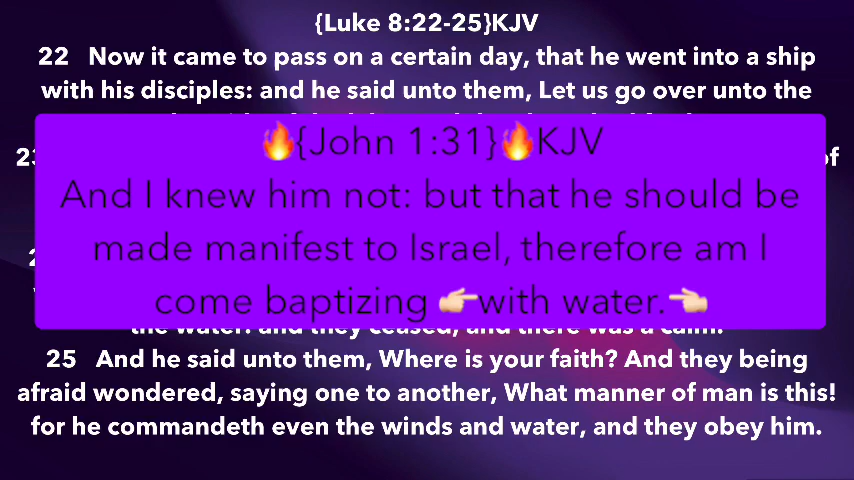 {Luke 8:22-25}KJV
22 Now it came to pass on a certain day, that he went into a ship
with his disciples: and he said unto them, Let us go over unto the
🔥{John 1:31}🔥KJV
And I knew him not: but that he should be
made manifest to Israel, therefore am I
come baptizing 👉with water.👈
the water: and they ceased, and there was a calm.
25 And he said unto them, Where is your faith? And they being
afraid wondered, saying one to another, What manner of man is this!
for he commandeth even the winds and water, and they obey him.